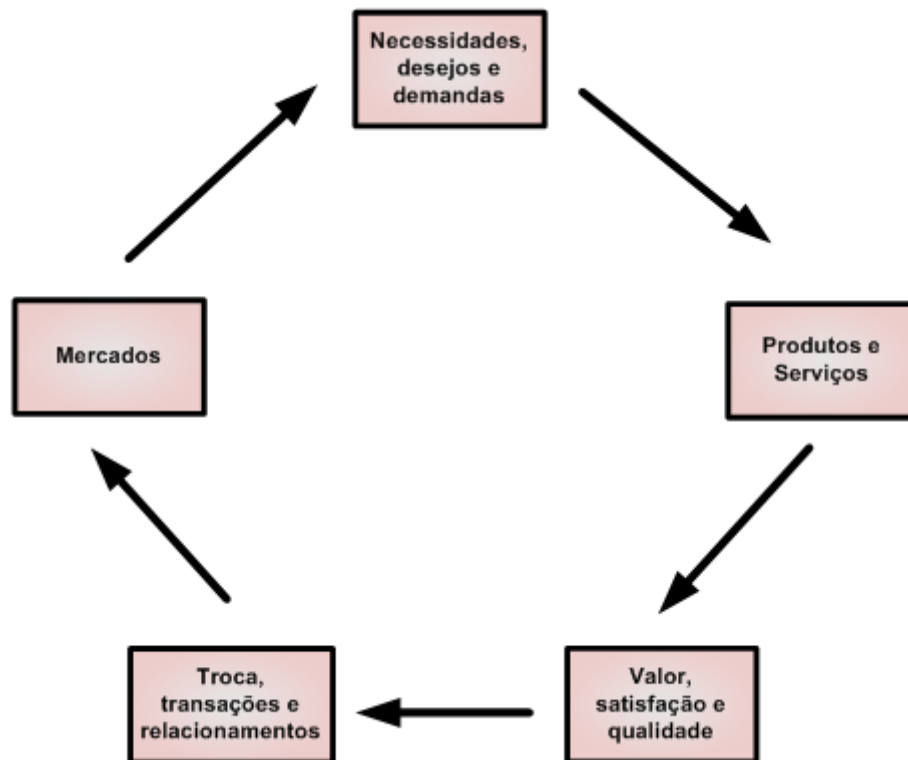 Necessidades,
desejos e
demandas
Mercados
Produtos e
Serviços
Troca,
transações e
relacionamentos
Valor,
satisfação e
qualidade